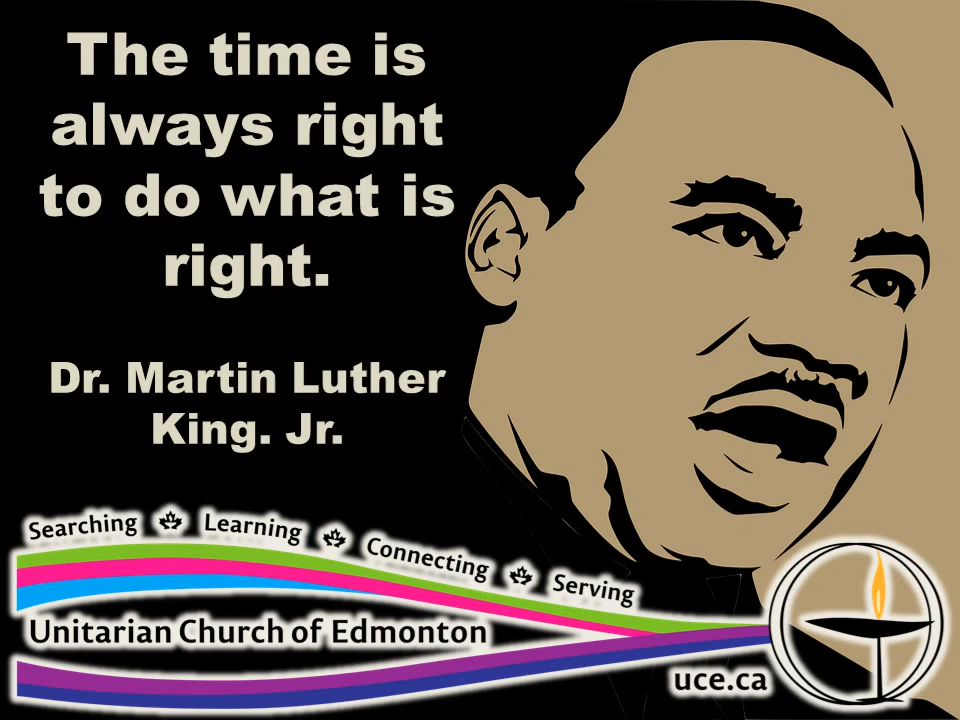 The time is
always right
to do what is
right.
Dr. Martin Luther
King. Jr.
Searching Learning Connecting Serving
Unitarian Church of Edmonton
uce.ca